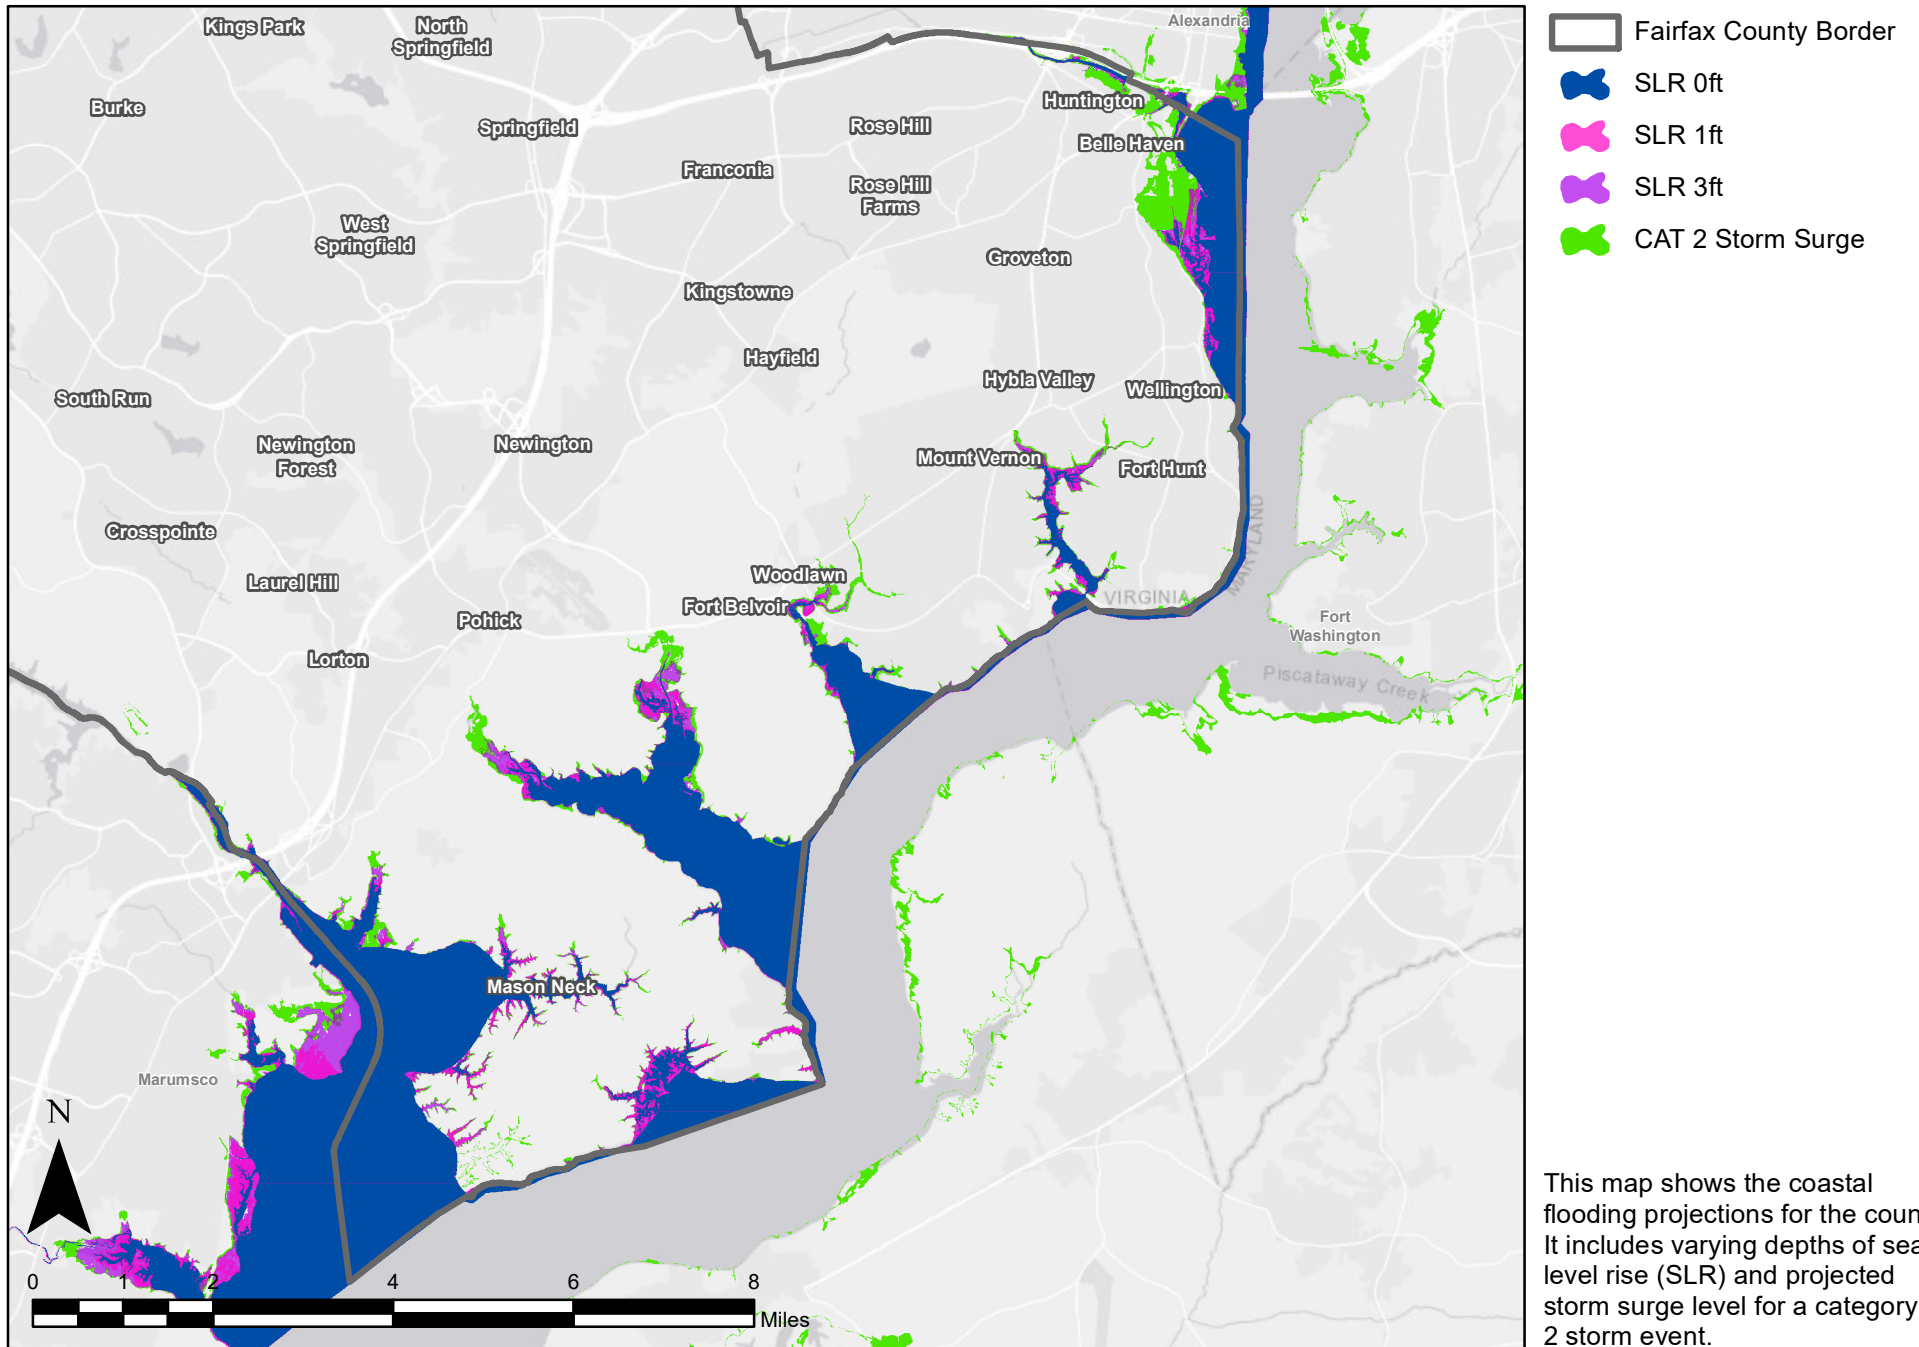 Kings Park
North
Springfield
Alexandria
Burke
Springfield
Huntington
Rose Hill
Belle Haven
Franconia
Rose Hill
Farms
West
Springfield
Groveton
Kingstowne
Hayfield
Hybla Valley
Wellington
South Run
Newington
Forest
Newington
Mount Vernon
Fort Hunt
Crosspointe
MARYLAND
Laurel Hill
Woodlawn
Fort Belvoir
VIRGINIA
Pohick
Fort
Washington
Lorton
Piscataway Creek
Mason Neck
Marumsco
N
0 1 2 4 6 8
Miles
Fairfax County Border
SLR 0ft
SLR 1ft
SLR 3ft
CAT 2 Storm Surge
This map shows the coastal
flooding projections for the coun
It includes varying depths of sea
level rise (SLR) and projected
storm surge level for a category
2 storm event.